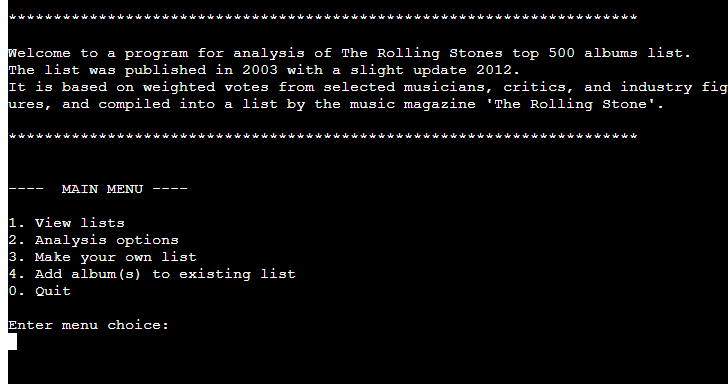 **********************************************************************
Welcome to a program for analysis of The Rolling Stones top 500 albums list.
The list was published in 2003 with a slight update 2012.
It is based on weighted votes from selected musicians, critics, and industry fig
ures, and compiled into a list by the music magazine 'The Rolling Stone'.
**********************************************************************
----  MAIN MENU ----
1. View lists
2. Analysis options
3. Make your own list
4. Add album(s) to existing list
0. Quit
Enter menu choice: